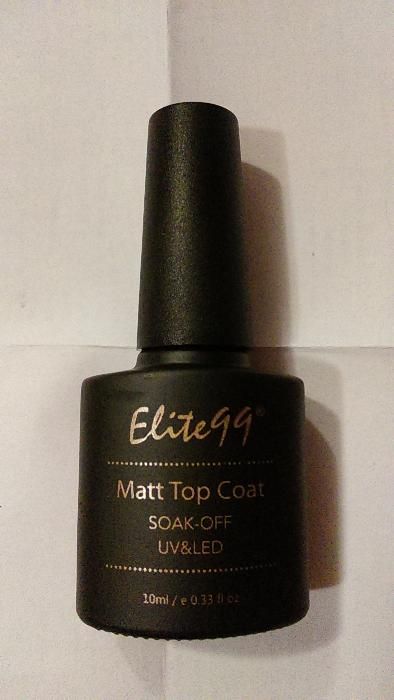 Elite99®
Matt Top Coat
SOAK-OFF
UV&LED
10ml / e 0.33 fl oz